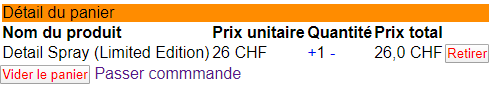 Détail du panier
Nom du produit Prix unitaire Quantité Prix total
Detail Spray (Limited Edition) 26 CHF +1 - 26,0 CHF Retirer
Vider le panier Passer commmande